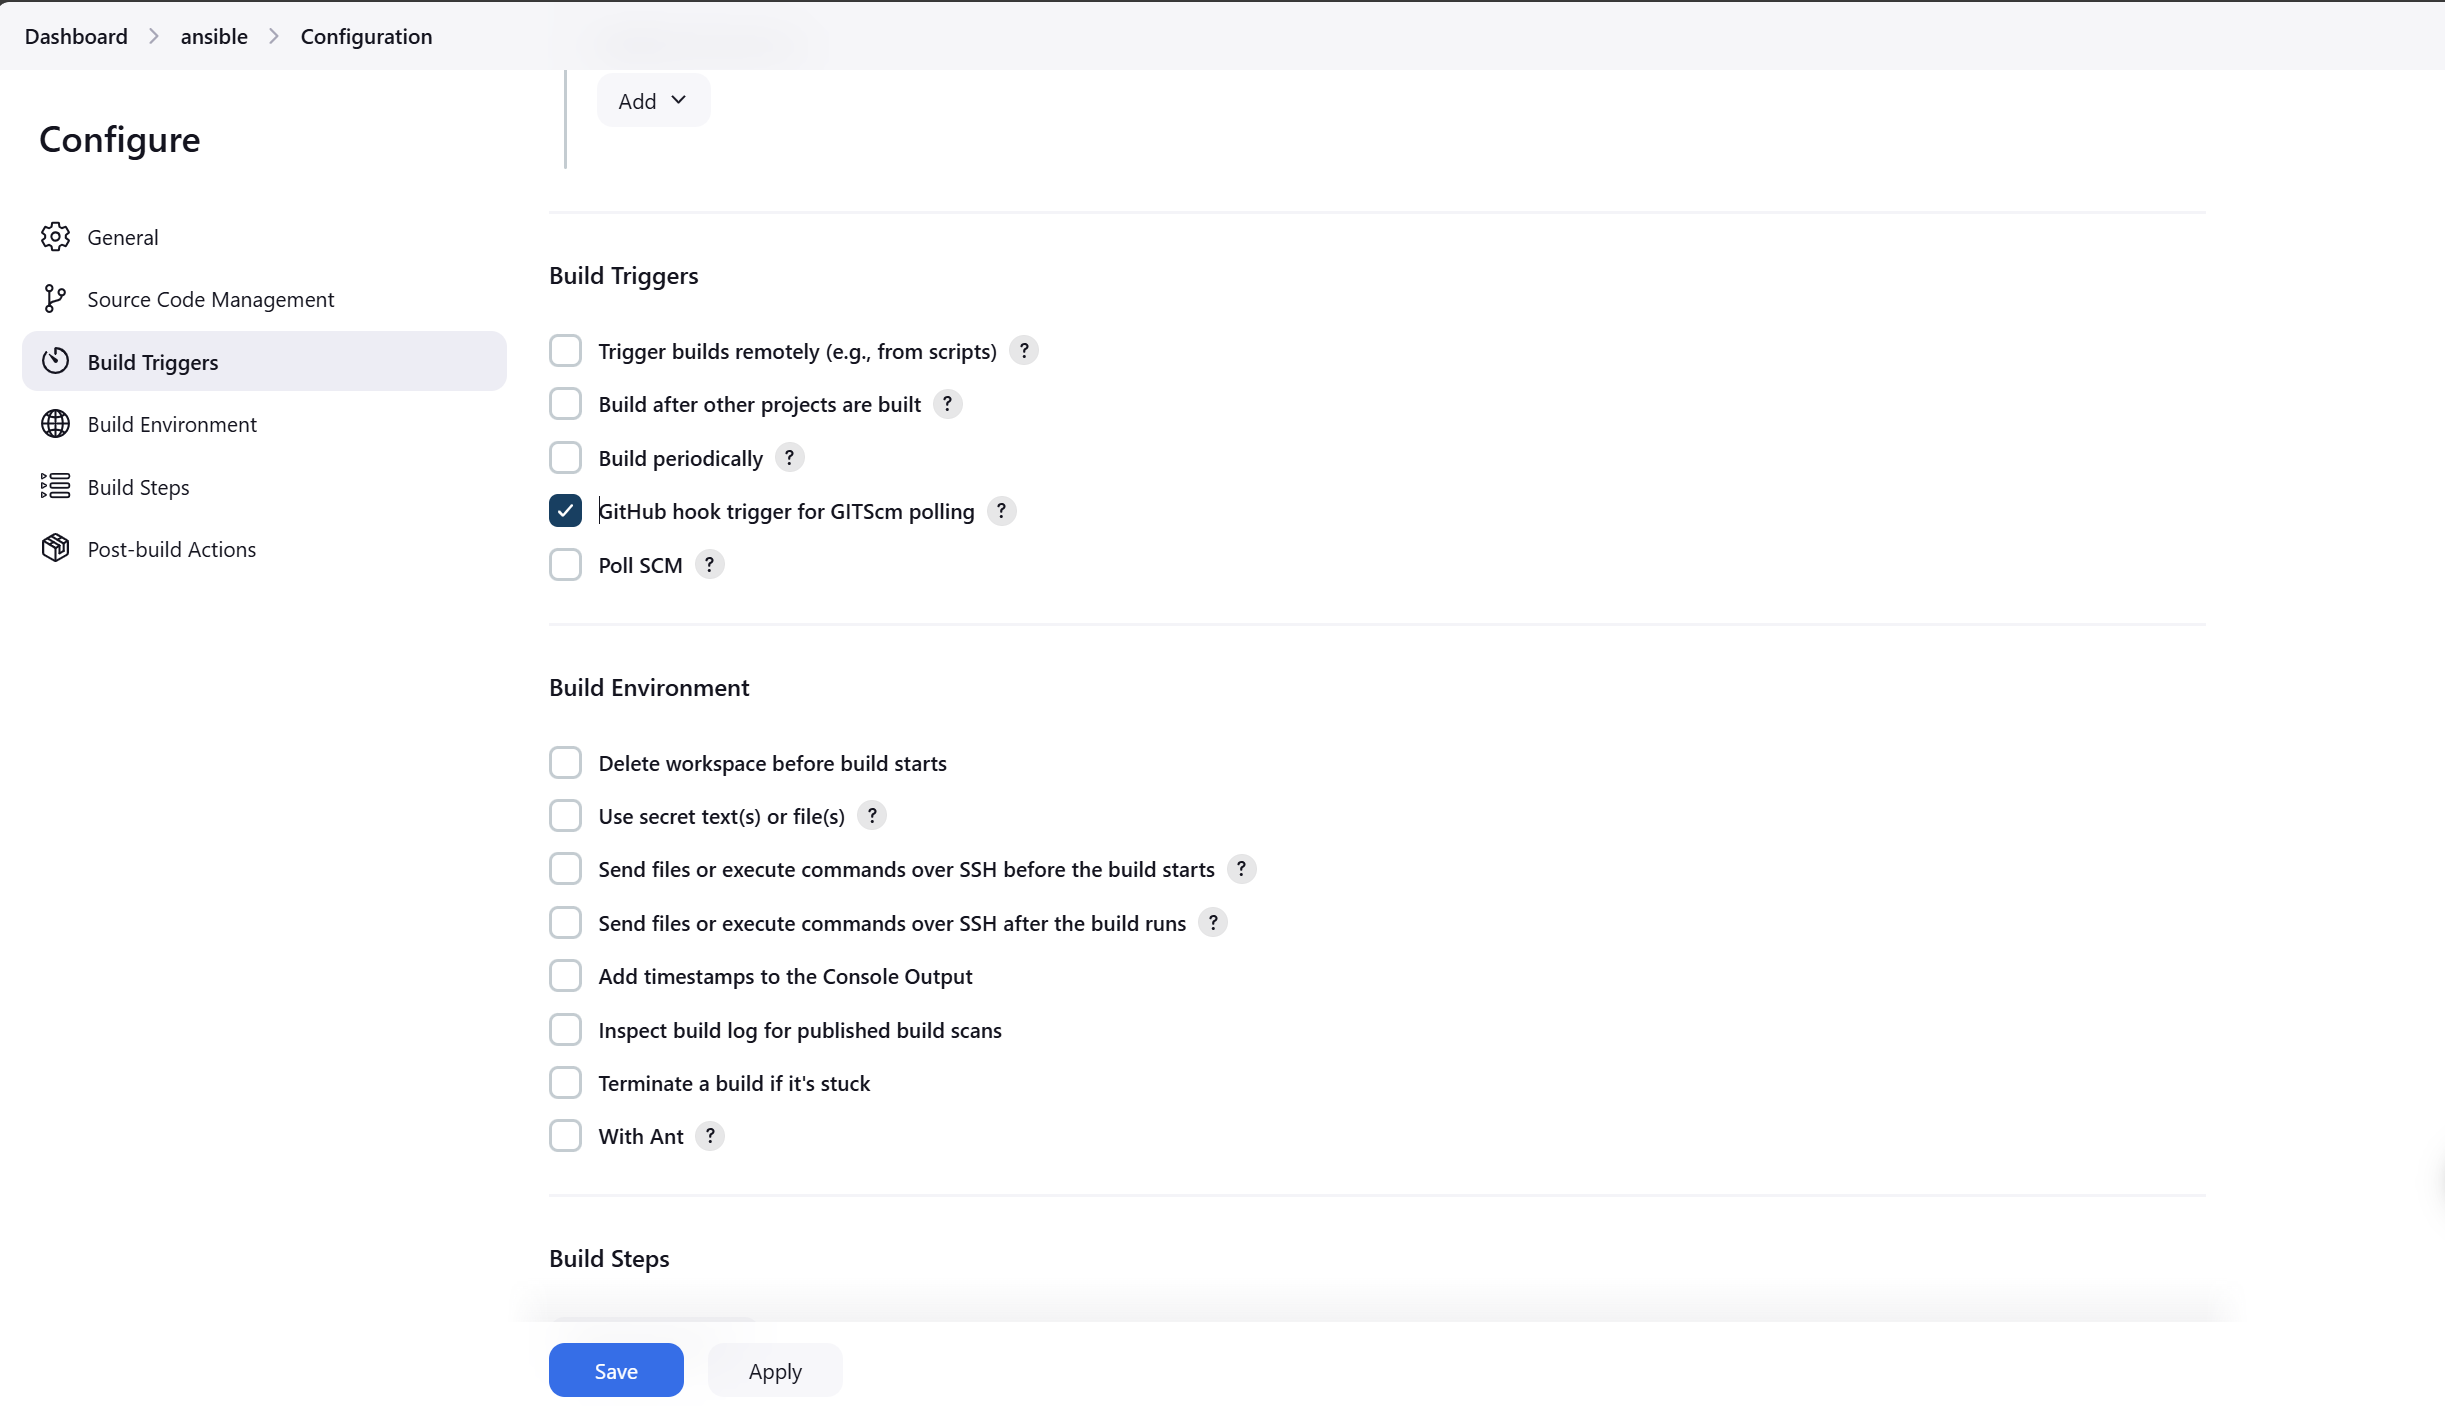 Dashboard > ansible > Configuration
Add
Configure
General
Source Code Management
Build Triggers
Build Environment
Build Steps
Post-build Actions
Build Triggers
Trigger builds remotely (e.g., from scripts) ?
Build after other projects are built ?
Build periodically ?
GitHub hook trigger for GITScm polling ?
Poll SCM ?
Build Environment
Delete workspace before build starts
Use secret text(s) or file(s) ?
Send files or execute commands over SSH before the build starts ?
Send files or execute commands over SSH after the build runs ?
Add timestamps to the Console Output
Inspect build log for published build scans
Terminate a build if it's stuck
With Ant ?
Build Steps
Save
Apply